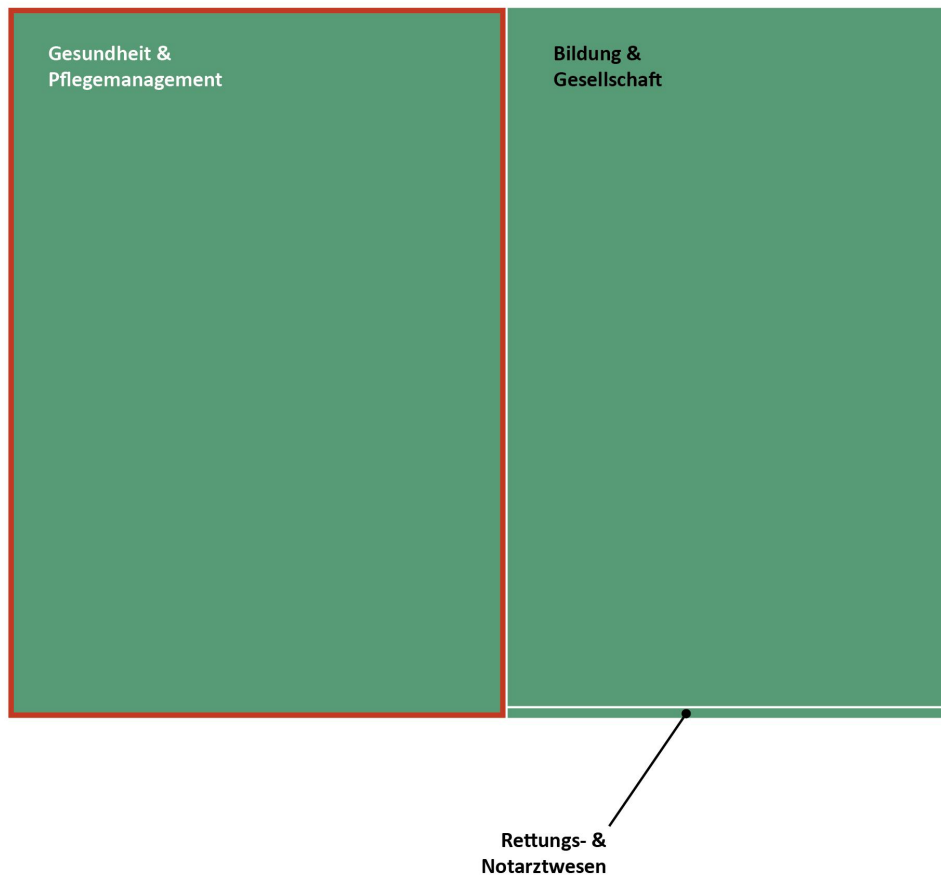 Gesundheit &
Pflegemanagement
Bildung &
Gesellschaft
Rettungs- &
Notarztwesen